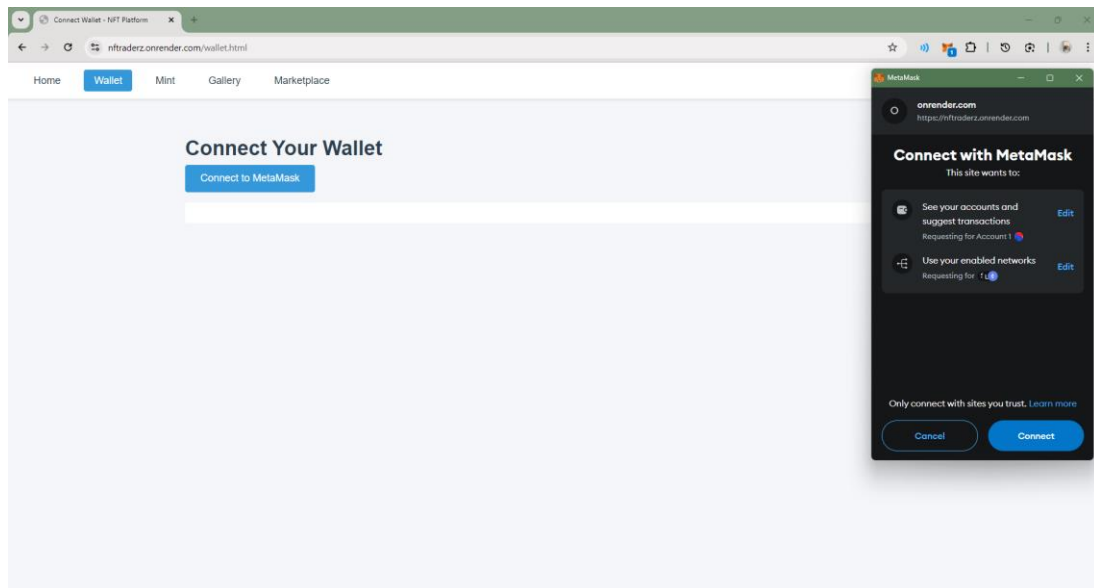 Connect Wallet - NFT Platform
nftraderz.onrender.com/wallet.html
Home Wallet Mint Gallery Marketplace
Connect Your Wallet
Connect to MetaMask
MetaMask
onrender.com
https://nftraderz.onrender.com
Connect with MetaMask
This site wants to:
See your accounts and
suggest transactions
Edit
Requesting for Account 1
Use your enabled networks
Edit
Requesting for
Only connect with sites you trust. Learn more
Cancel Connect